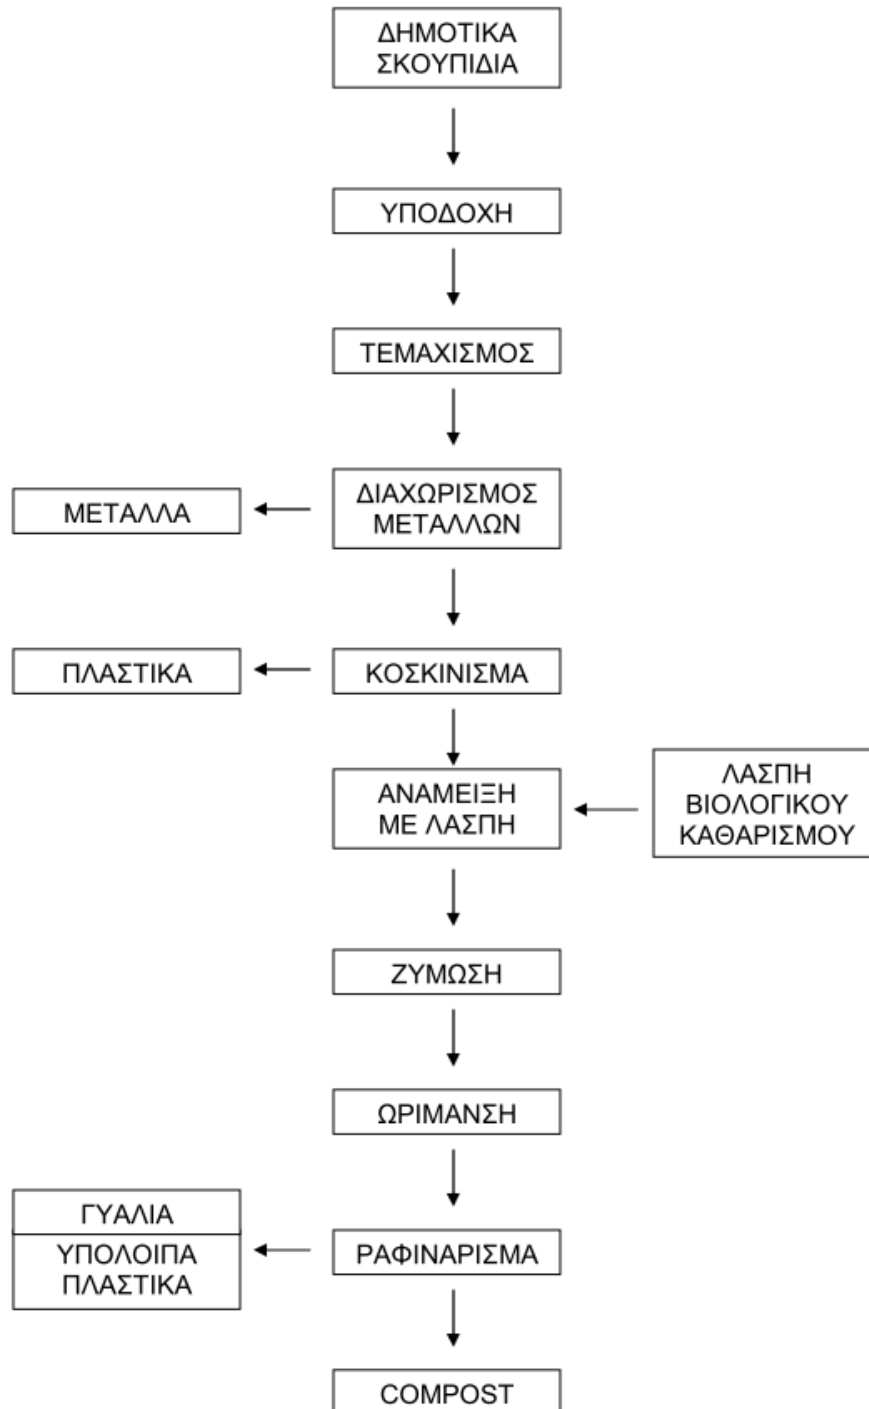 ΔΗΜΟΤΙΚΑ
ΣΚΟΥΠΙΔΙΑ
ΥΠΟΔΟΧΗ
ΤΕΜΑΧΙΣΜΟΣ
ΔΙΑΧΩΡΙΣΜΟΣ
ΜΕΤΑΛΛΩΝ
ΜΕΤΑΛΛΑ
ΚΟΣΚΙΝΙΣΜΑ
ΠΛΑΣΤΙΚΑ
ΑΝΑΜΕΙΞΗ
ΜΕ ΛΑΣΠΗ
ΛΑΣΠΗ
ΒΙΟΛΟΓΙΚΟΥ
ΚΑΘΑΡΙΣΜΟΥ
ΖΥΜΩΣΗ
ΩΡΙΜΑΝΣΗ
ΡΑΦΙΝΑΡΙΣΜΑ
ΓΥΑΛΙΑ
ΥΠΟΛΟΙΠΑ
ΠΛΑΣΤΙΚΑ
COMPOST